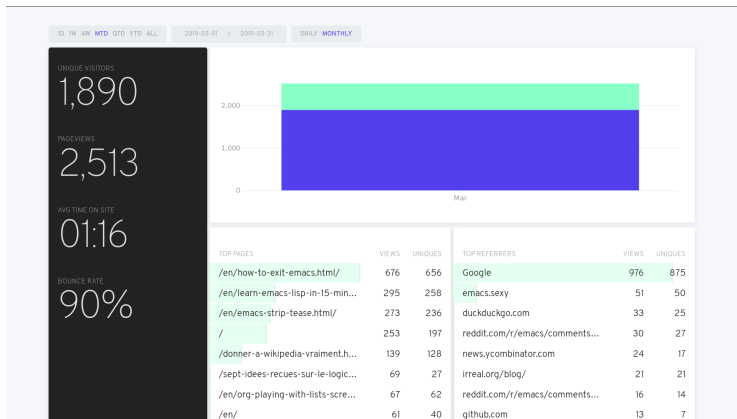 1D 1W 4W MTD QTD YTD ALL 2019-03-01 : 2019-03-31 DAILY MONTHLY
UNIQUE VISITORS
1,890
PAGEVIEWS
2,513
AVG TIME ON SITE
01:16
BOUNCE RATE
90%
2,000
1,000
0
Mar
TOP PAGES VIEWS UNIQUES
/en/how-to-exit-emacs.html/ 676 656
/en/learn-emacs-lisp-in-15-min... 295 258
/en/emacs-strip-tease.html/ 273 236
/ 253 197
/donner-a-wikipedia-vraiment.h... 139 128
/sept-idees-recues-sur-le-logic... 69 27
/en/org-playing-with-lists-scre... 67 62
/en/ 61 40
TOP REFERRERS VIEWS UNIQUES
Google 976 875
emacs.sexy 51 50
duckduckgo.com 33 25
reddit.com/r/emacs/comments... 30 27
news.ycombinator.com 24 17
irreal.org/blog/ 21 21
reddit.com/r/emacs/comments... 16 14
github.com 13 7